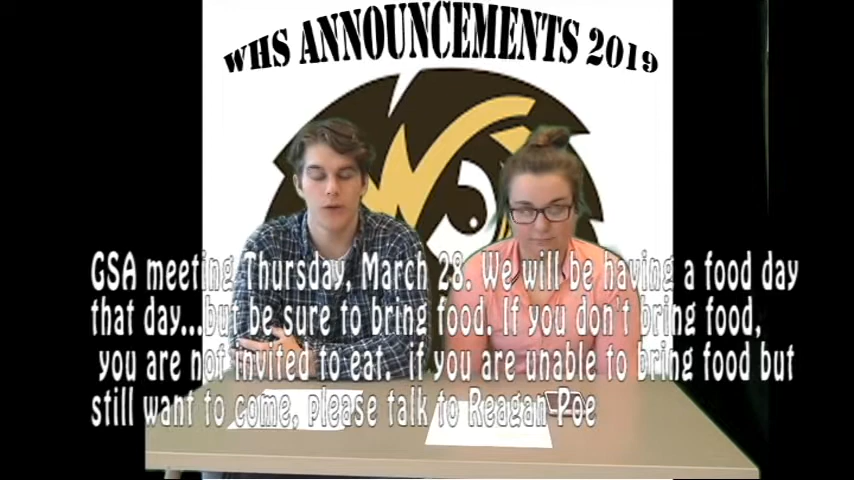 WHS ANNOUNCEMENTS 2019
GSA meeting Thursday, March 28. We will be having a food day
that day...but be sure to bring food. If you don't bring food,
you are not invited to eat. if you are unable to bring food but
still want to come, please talk to Reagan Poe